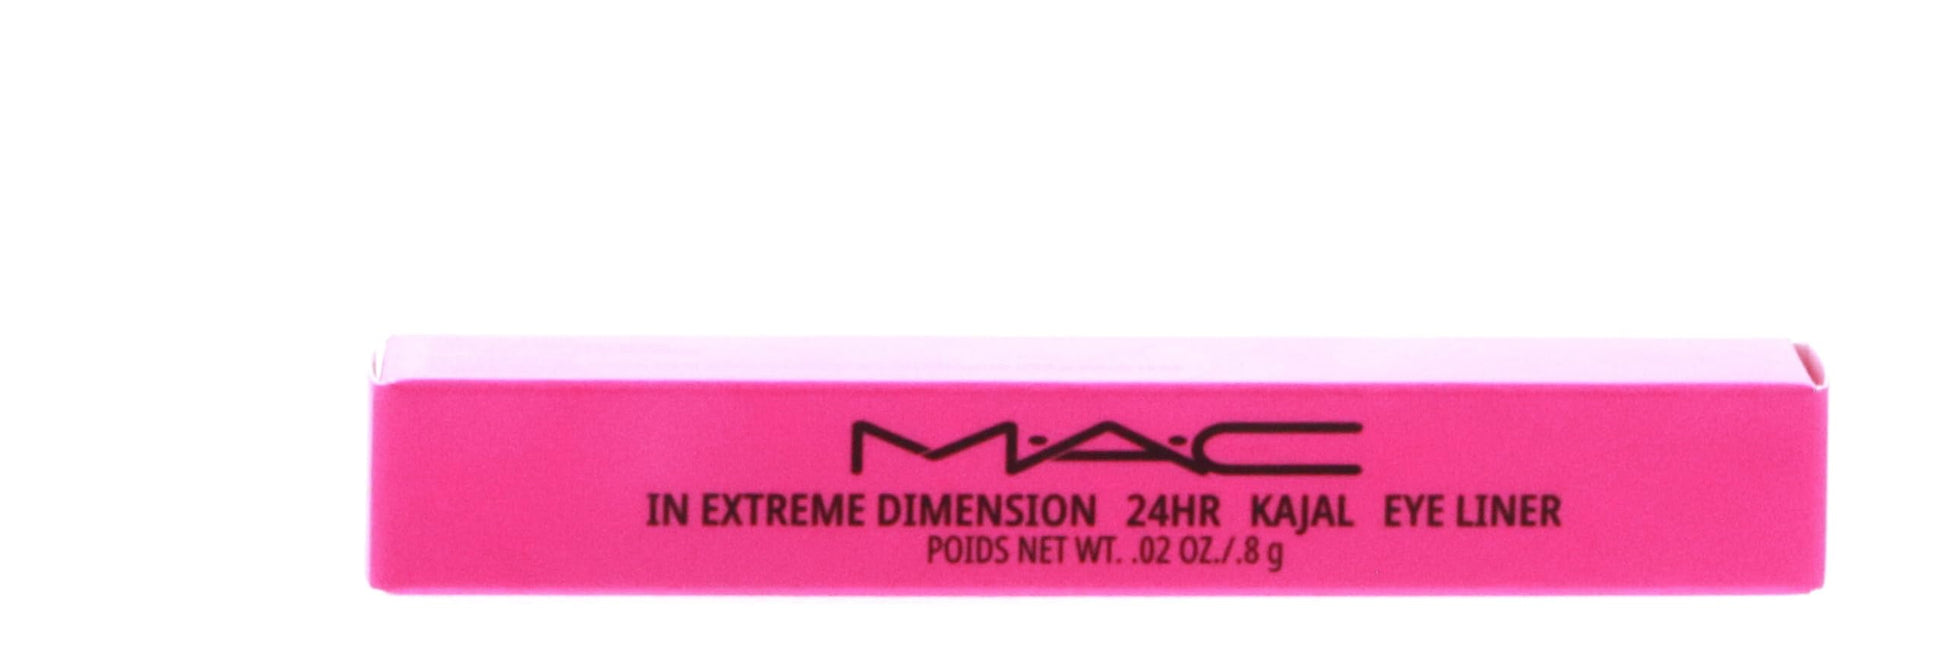 M·A·C
IN EXTREME DIMENSION 24HR KAJAL EYE LINER
POIDS NET WT. .02 OZ./.8 g